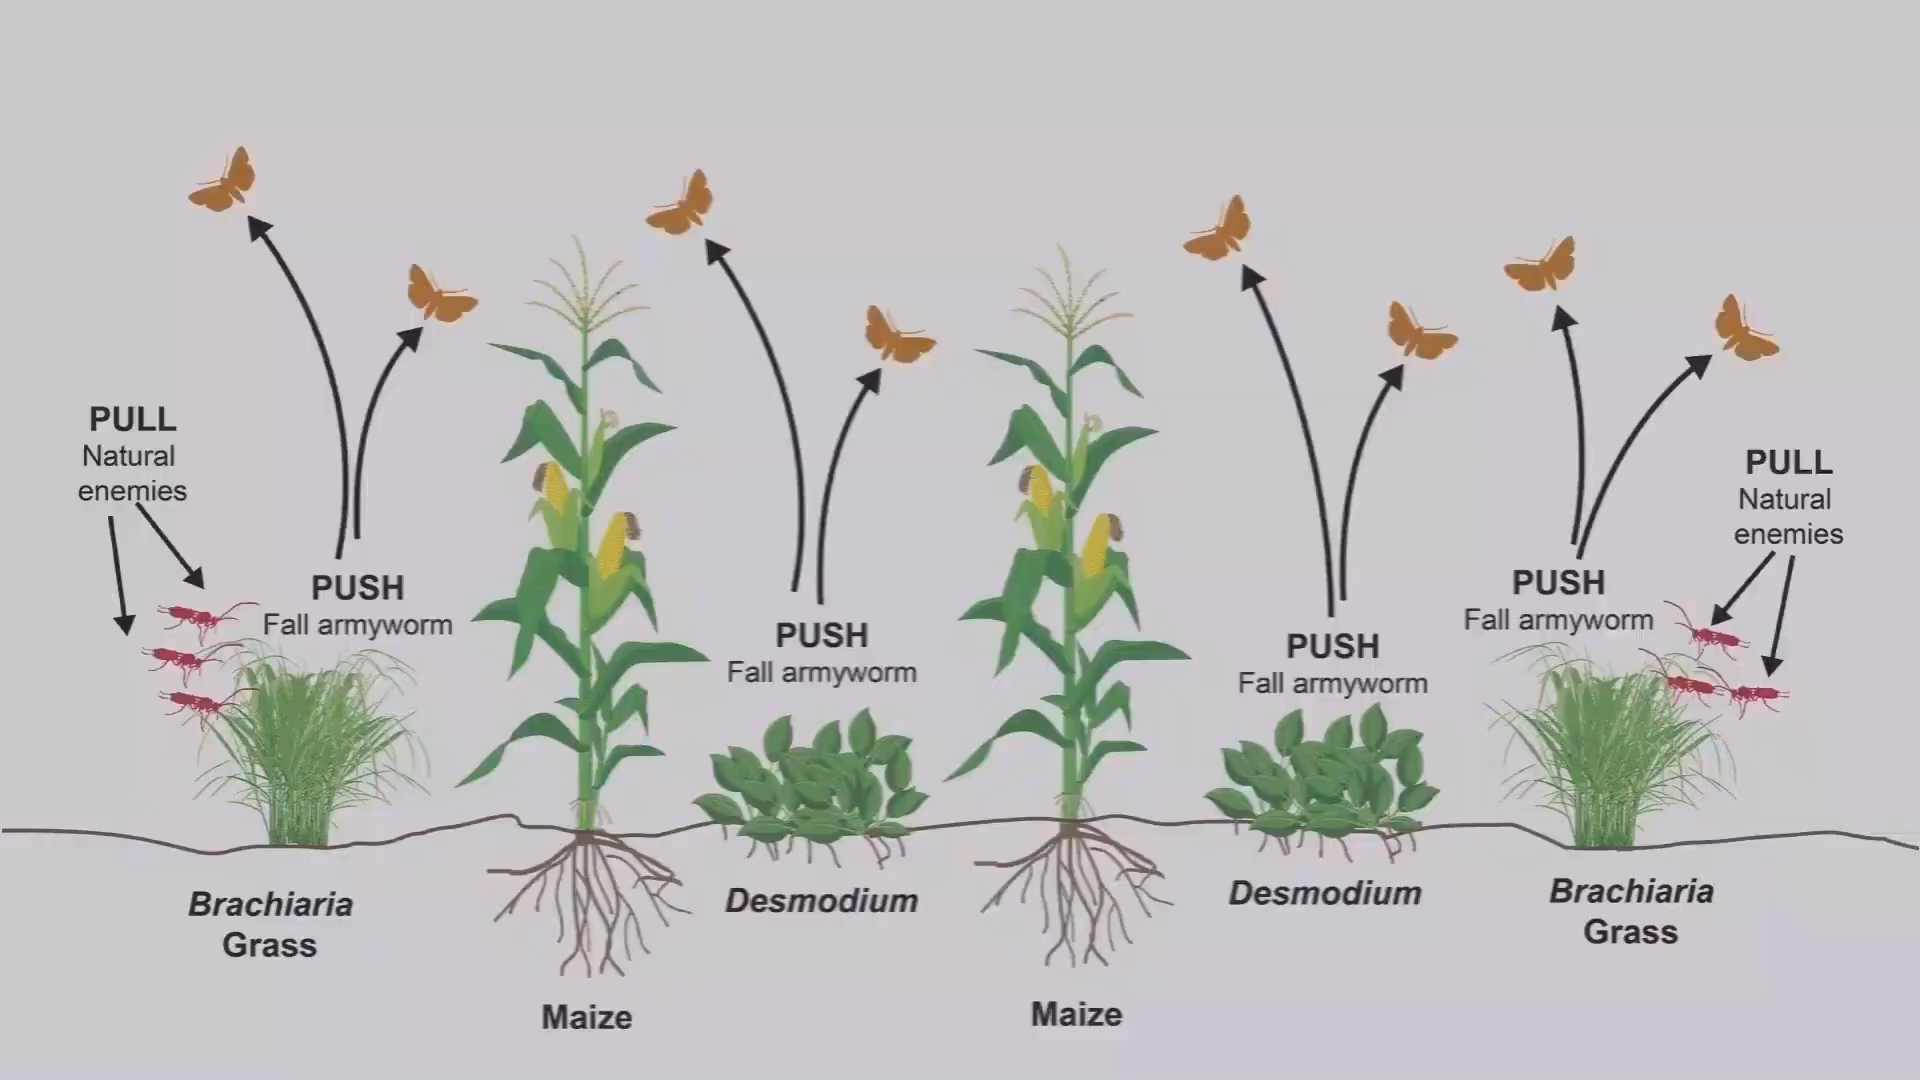 PULL
Natural
enemies
PUSH
Fall armyworm
PUSH
Fall armyworm
PUSH
Fall armyworm
PUSH
Fall armyworm
PULL
Natural
enemies
Brachiaria
Grass
Maize
Desmodium
Maize
Desmodium
Brachiaria
Grass